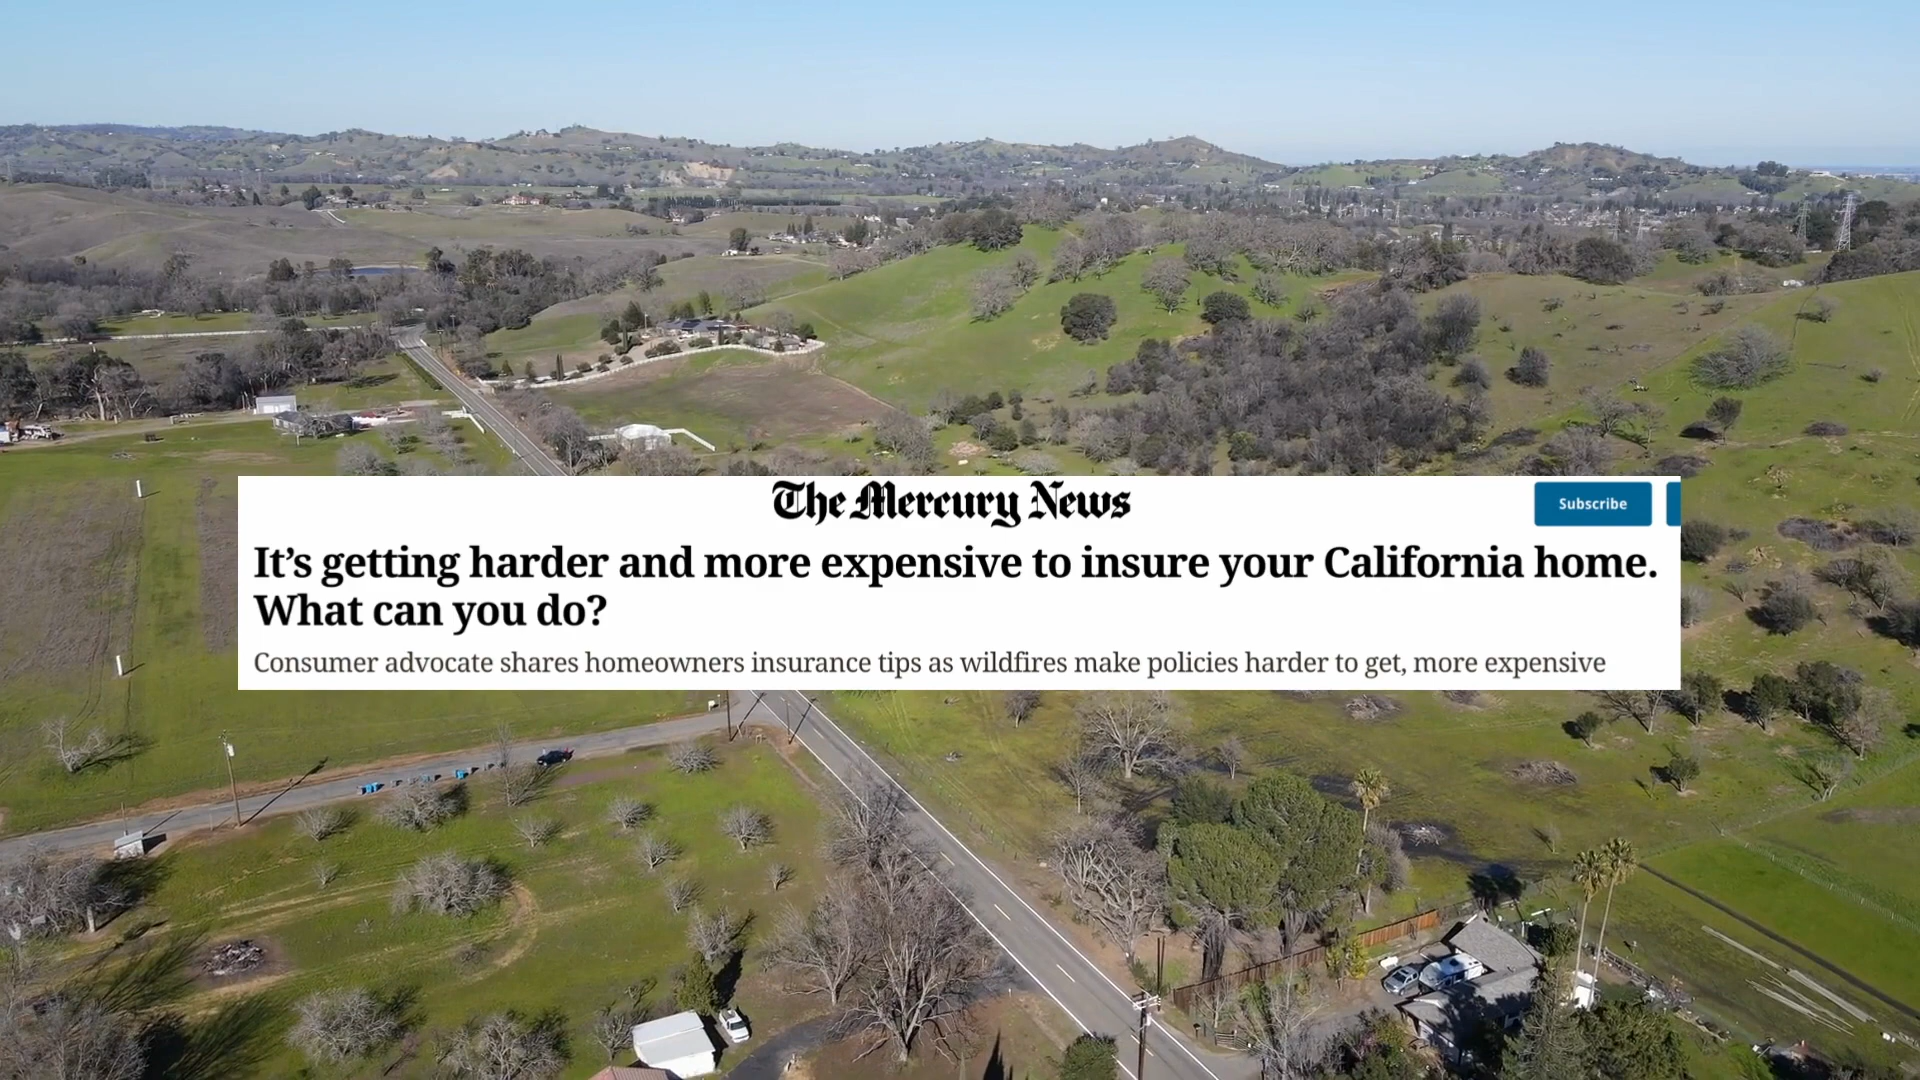 The Mercury News
Subscribe
It’s getting harder and more expensive to insure your California home.
What can you do?
Consumer advocate shares homeowners insurance tips as wildfires make policies harder to get, more expensive